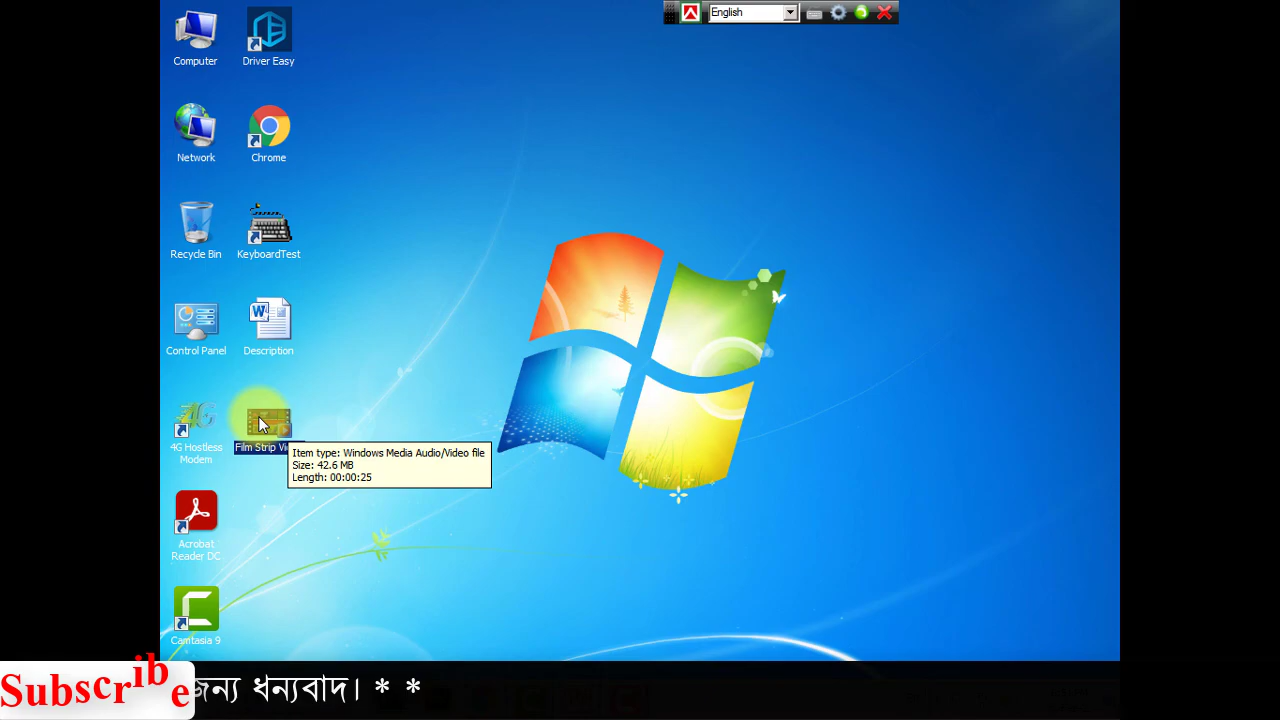 English
Computer
Driver Easy
Network
Chrome
Recycle Bin
KeyboardTest
Control Panel
Description
4G
4G Hostless
Modem
Film Strip
Item type: Windows Media Audio/Video file
Size: 42.6 MB
Length: 00:00:25
Acrobat
Reader DC
Camtasia 9
Subscribe
ধন্যবাদ। * *